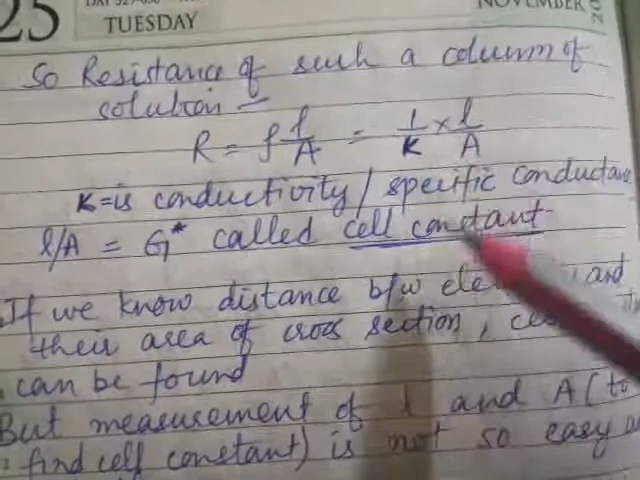 25
TUESDAY
NOVEMBER
So Resistance of such a column of
solution =
R = ρ l/A = 1/K × l/A
K = is conductivity / specific conductance
l/A = G* called cell constant
If we know distance b/w and
their area of cross section,
can be found
But measurement of l and A (to
find cell constant) is not so easy